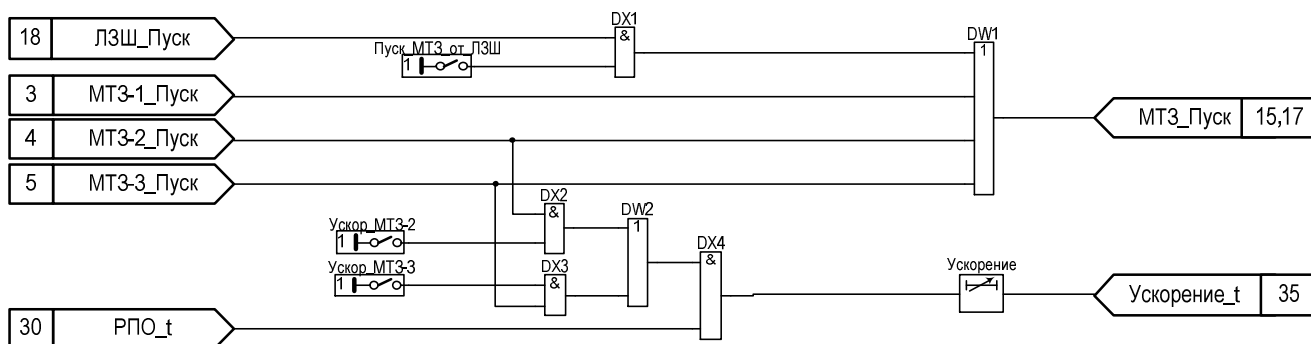 DX1
18 ЛЗШ_Пуск
&
DW1
Пуск_МТЗ_от_ЛЗШ
1
1
3 МТЗ-1_Пуск
МТЗ_Пуск 15,17
4 МТЗ-2_Пуск
5 МТЗ-3_Пуск
DX2
&
DW2
Ускор_МТЗ-2
1
1
DX4
&
Ускор_МТЗ-3
DX3
1
&
Ускорение
Ускорение_t 35
30 РПО_t